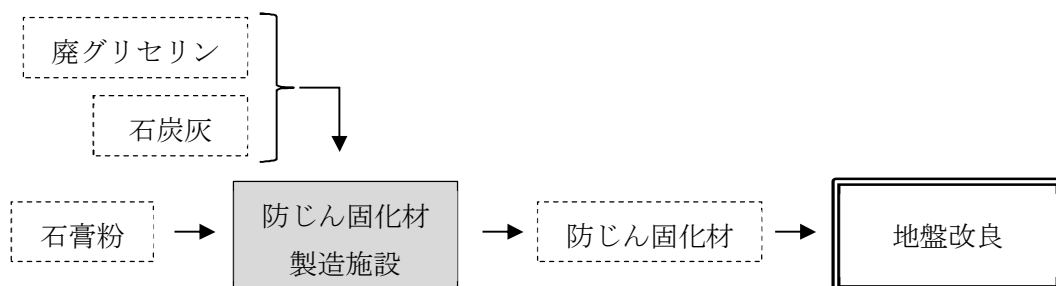 廃グリセリン
石炭灰
石膏粉
防じん固化材
製造施設
防じん固化材
地盤改良